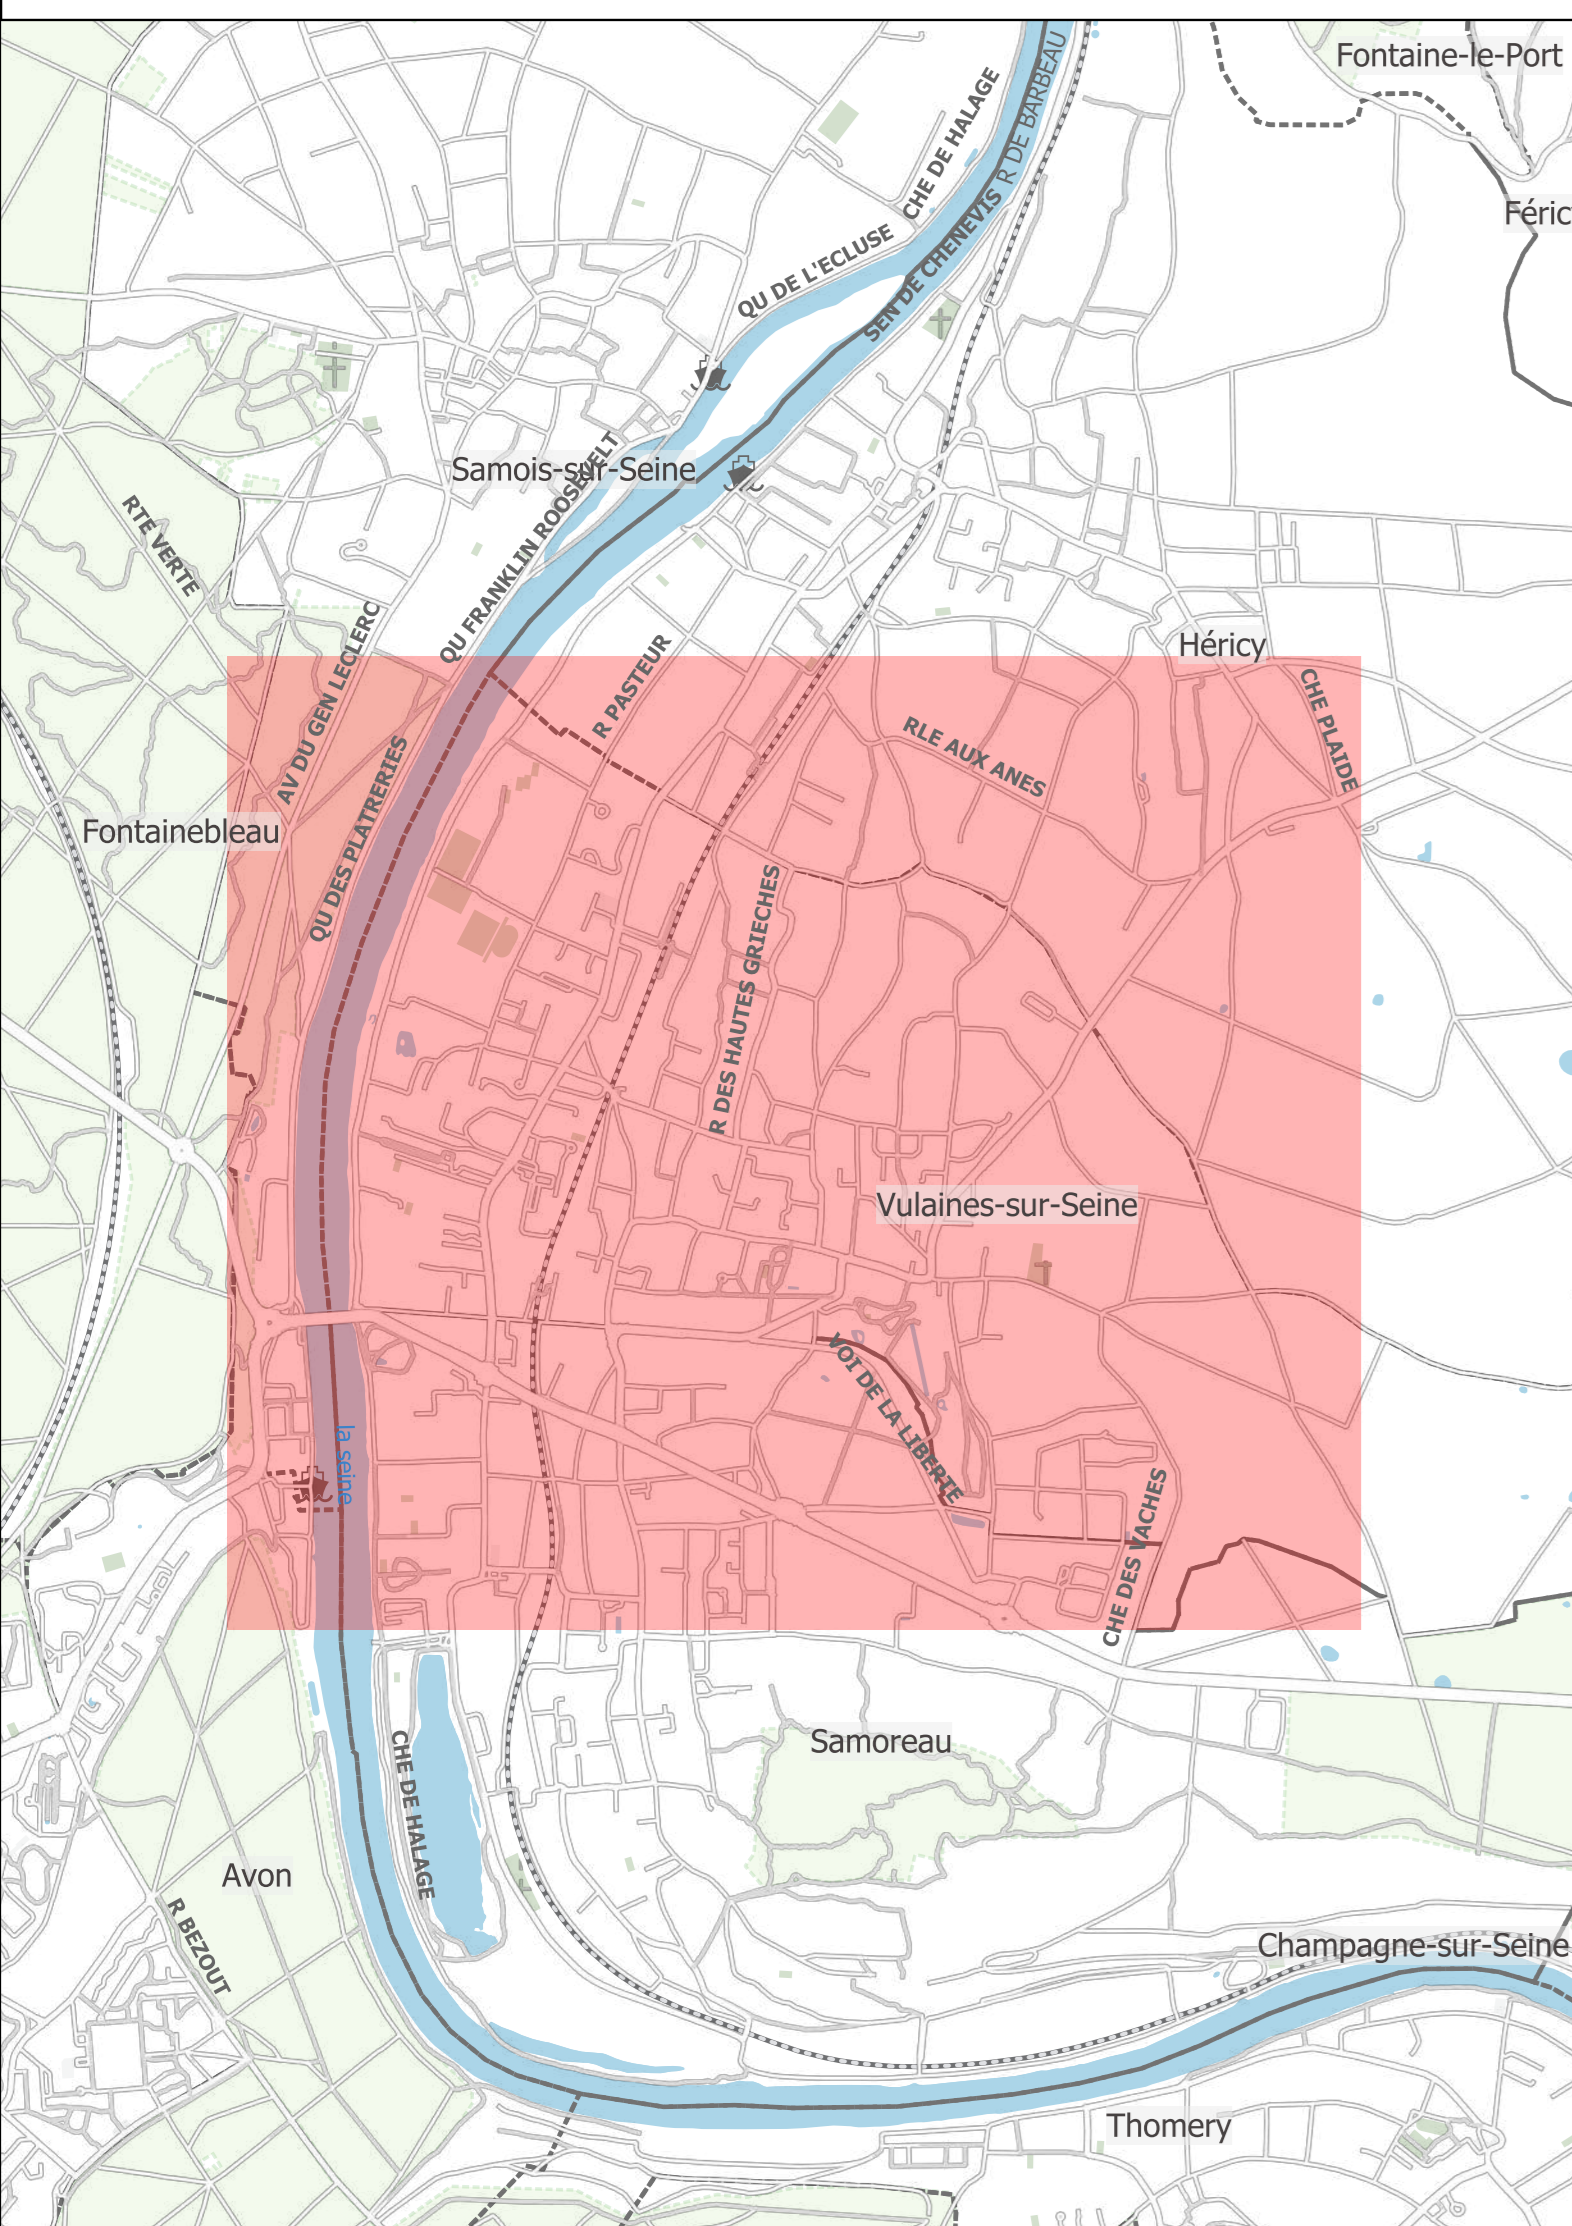 Fontaine-le-Port
R DE BARBEAU
CHE DE HALAGE
Féric
SEN DE CHENEVIS
QU DE L'ECLUSE
Samois-sur-Seine
QU FRANKLIN ROOSEVELT
RTE VERTE
Héricy
AV DU GEN LECLERC
R PASTEUR
CHE PLAIDE
RLE AUX ANES
Fontainebleau
QU DES PLATRERIES
R DES HAUTES GRIECHES
Vulaines-sur-Seine
VOI DE LA LIBERTE
la seine
CHE DES VACHES
Samoreau
CHE DE HALAGE
Avon
R BEZOUT
Champagne-sur-Seine
Thomery